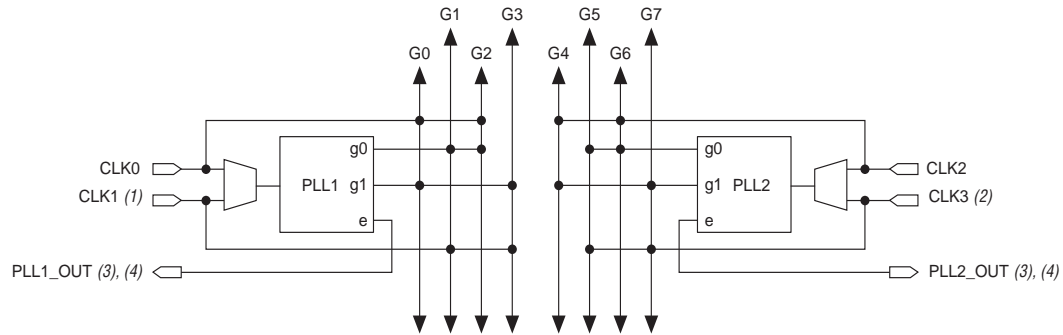 G1 G3 G5 G7
G0 G2 G4 G6
CLK0
CLK1 (1)
PLL1
g0
g1
e
PLL1_OUT (3), (4)
g0
g1
e
PLL2
CLK2
CLK3 (2)
PLL2_OUT (3), (4)